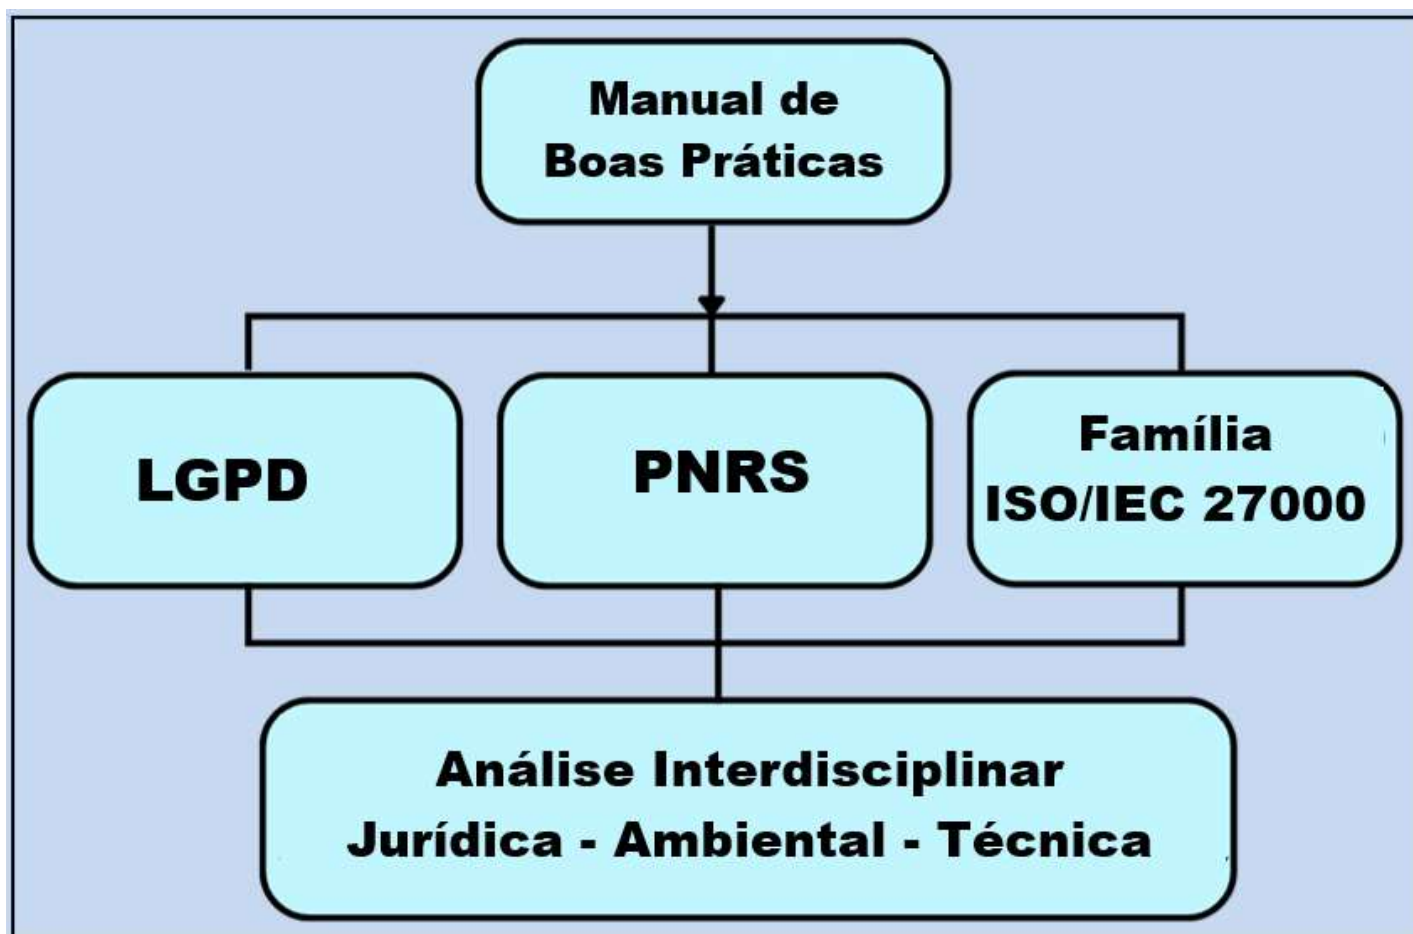 Manual de
Boas Práticas
LGPD
PNRS
Família
ISO/IEC 27000
Análise Interdisciplinar
Jurídica - Ambiental - Técnica